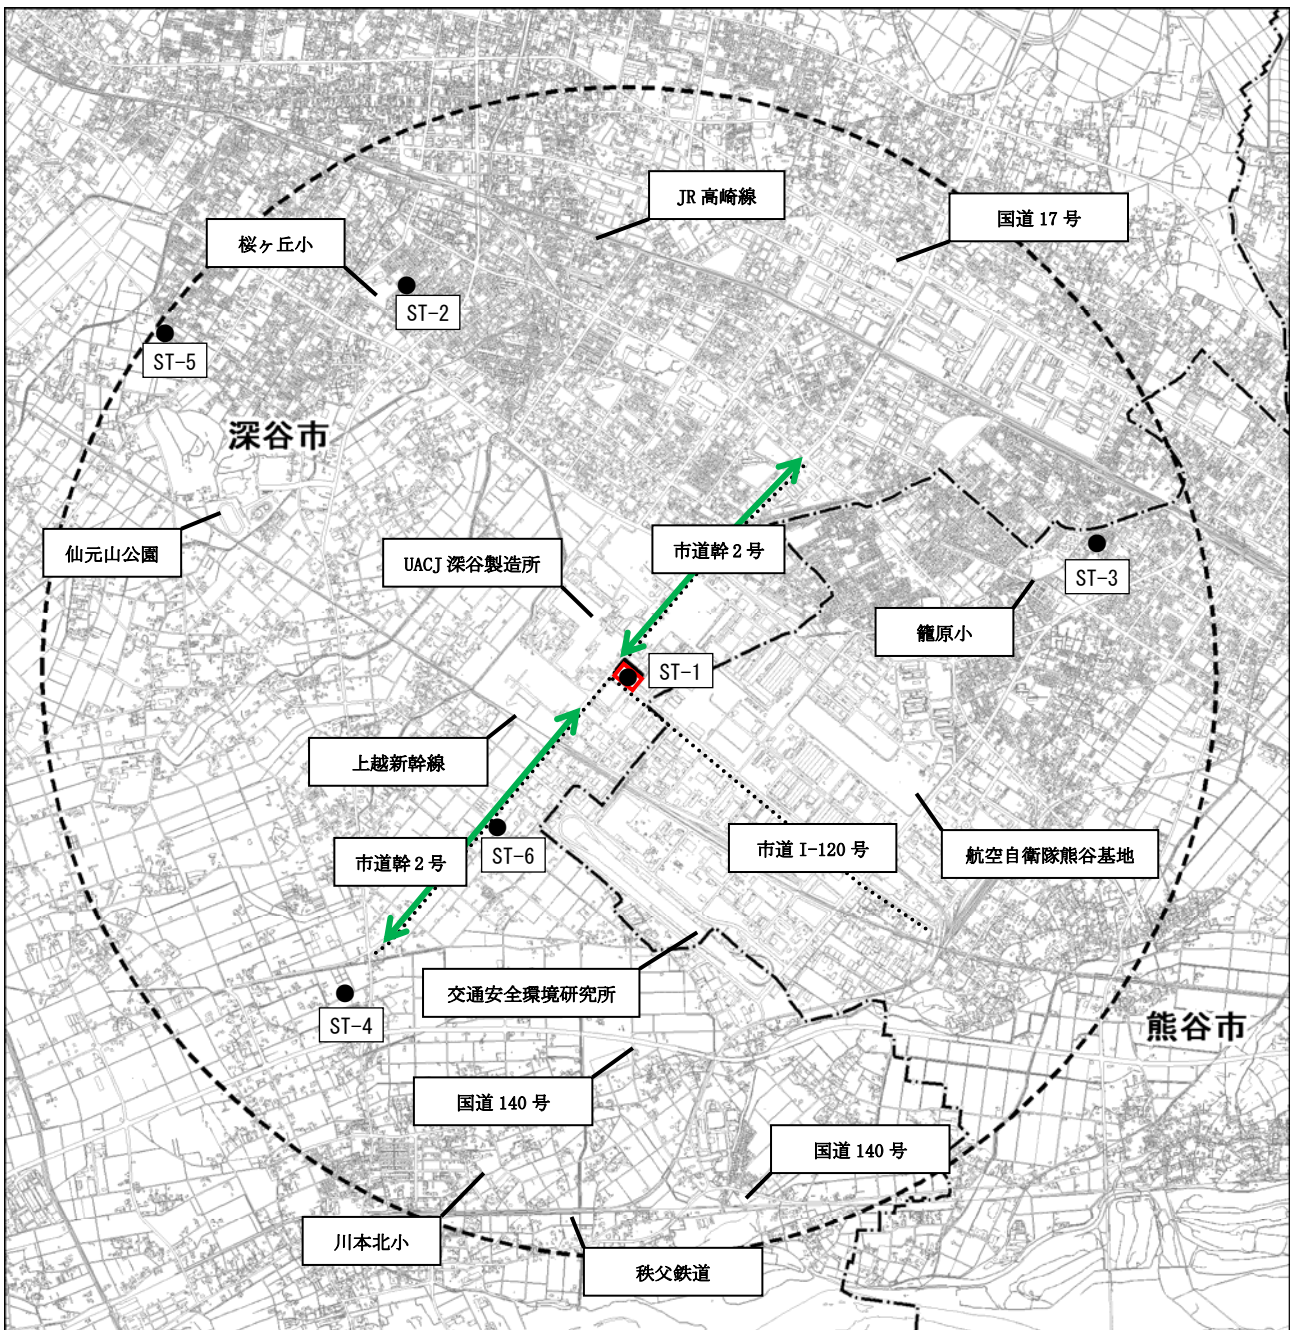 JR 高崎線
国道 17 号
桜ヶ丘小
ST-2
ST-5
深谷市
仙元山公園
UACJ 深谷製造所
市道幹 2 号
ST-3
籠原小
ST-1
上越新幹線
市道幹 2 号
ST-6
市道 I-120 号
航空自衛隊熊谷基地
交通安全環境研究所
ST-4
熊谷市
国道 140 号
国道 140 号
川本北小
秩父鉄道